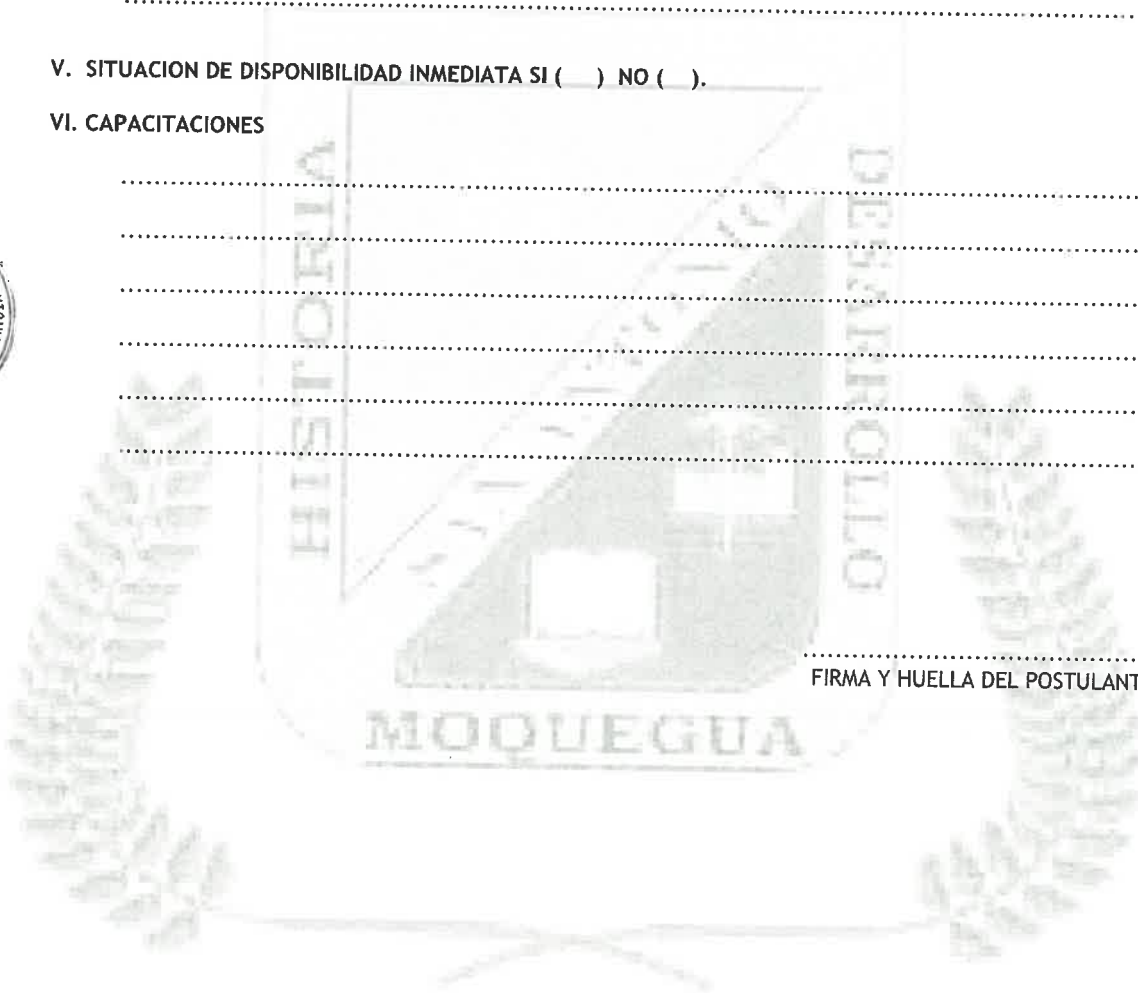 ................................................................................
V. SITUACION DE DISPONIBILIDAD INMEDIATA SI ( ) NO ( ).
VI. CAPACITACIONES
................................................................................
................................................................................
................................................................................
................................................................................
................................................................................
................................................................................
HISTORIA
DESARROLLO
................................
FIRMA Y HUELLA DEL POSTULANT
MOQUEGUA